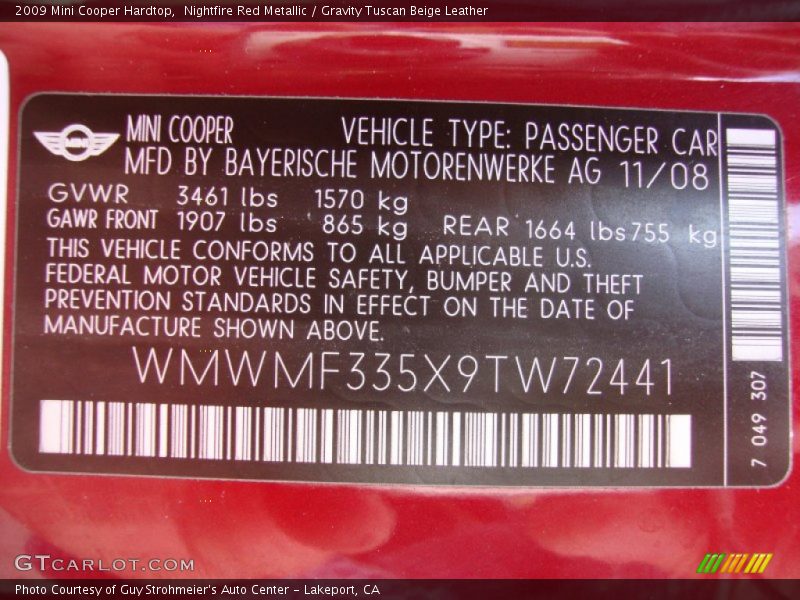 2009 Mini Cooper Hardtop,  Nightfire Red Metallic / Gravity Tuscan Beige Leather
MINI
MINI COOPER VEHICLE TYPE: PASSENGER CAR
MFD BY BAYERISCHE MOTORENWERKE AG 11/08
GVWR 3461 lbs 1570 kg
GAWR FRONT 1907 lbs 865 kg REAR 1664 lbs 755 kg
THIS VEHICLE CONFORMS TO ALL APPLICABLE U.S.
FEDERAL MOTOR VEHICLE SAFETY, BUMPER AND THEFT
PREVENTION STANDARDS IN EFFECT ON THE DATE OF
MANUFACTURE SHOWN ABOVE.
WMWMF335X9TW72441
7 049 307
GTCARLOT.COM
Photo Courtesy of Guy Strohmeier's Auto Center - Lakeport, CA